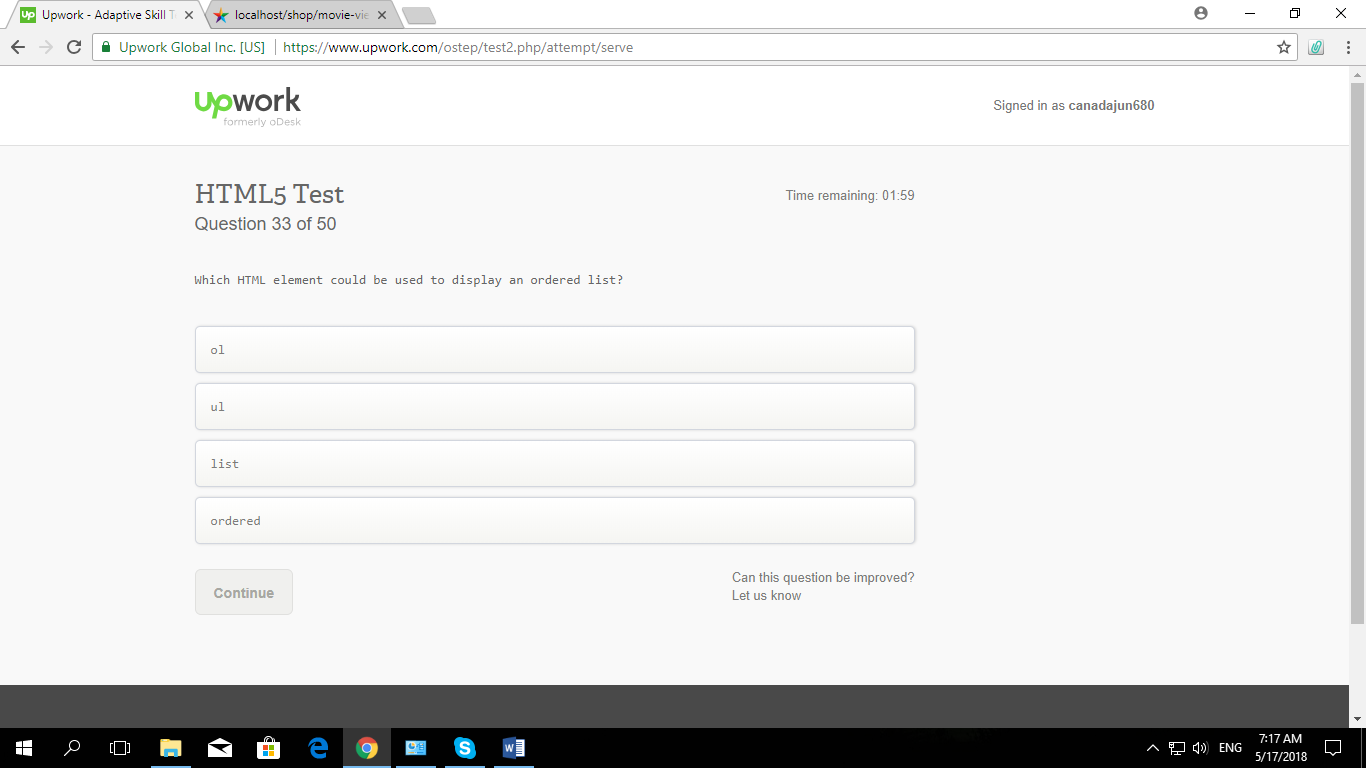 Upwork - Adaptive Skill T
localhost/shop/movie-vie
Upwork Global Inc. [US]
https://www.upwork.com/ostep/test2.php/attempt/serve
upwork
formerly oDesk
Signed in as canadajun680
HTML5 Test
Time remaining: 01:59
Question 33 of 50
Which HTML element could be used to display an ordered list?
ol
ul
list
ordered
Continue
Can this question be improved?
Let us know
ENG
7:17 AM
5/17/2018